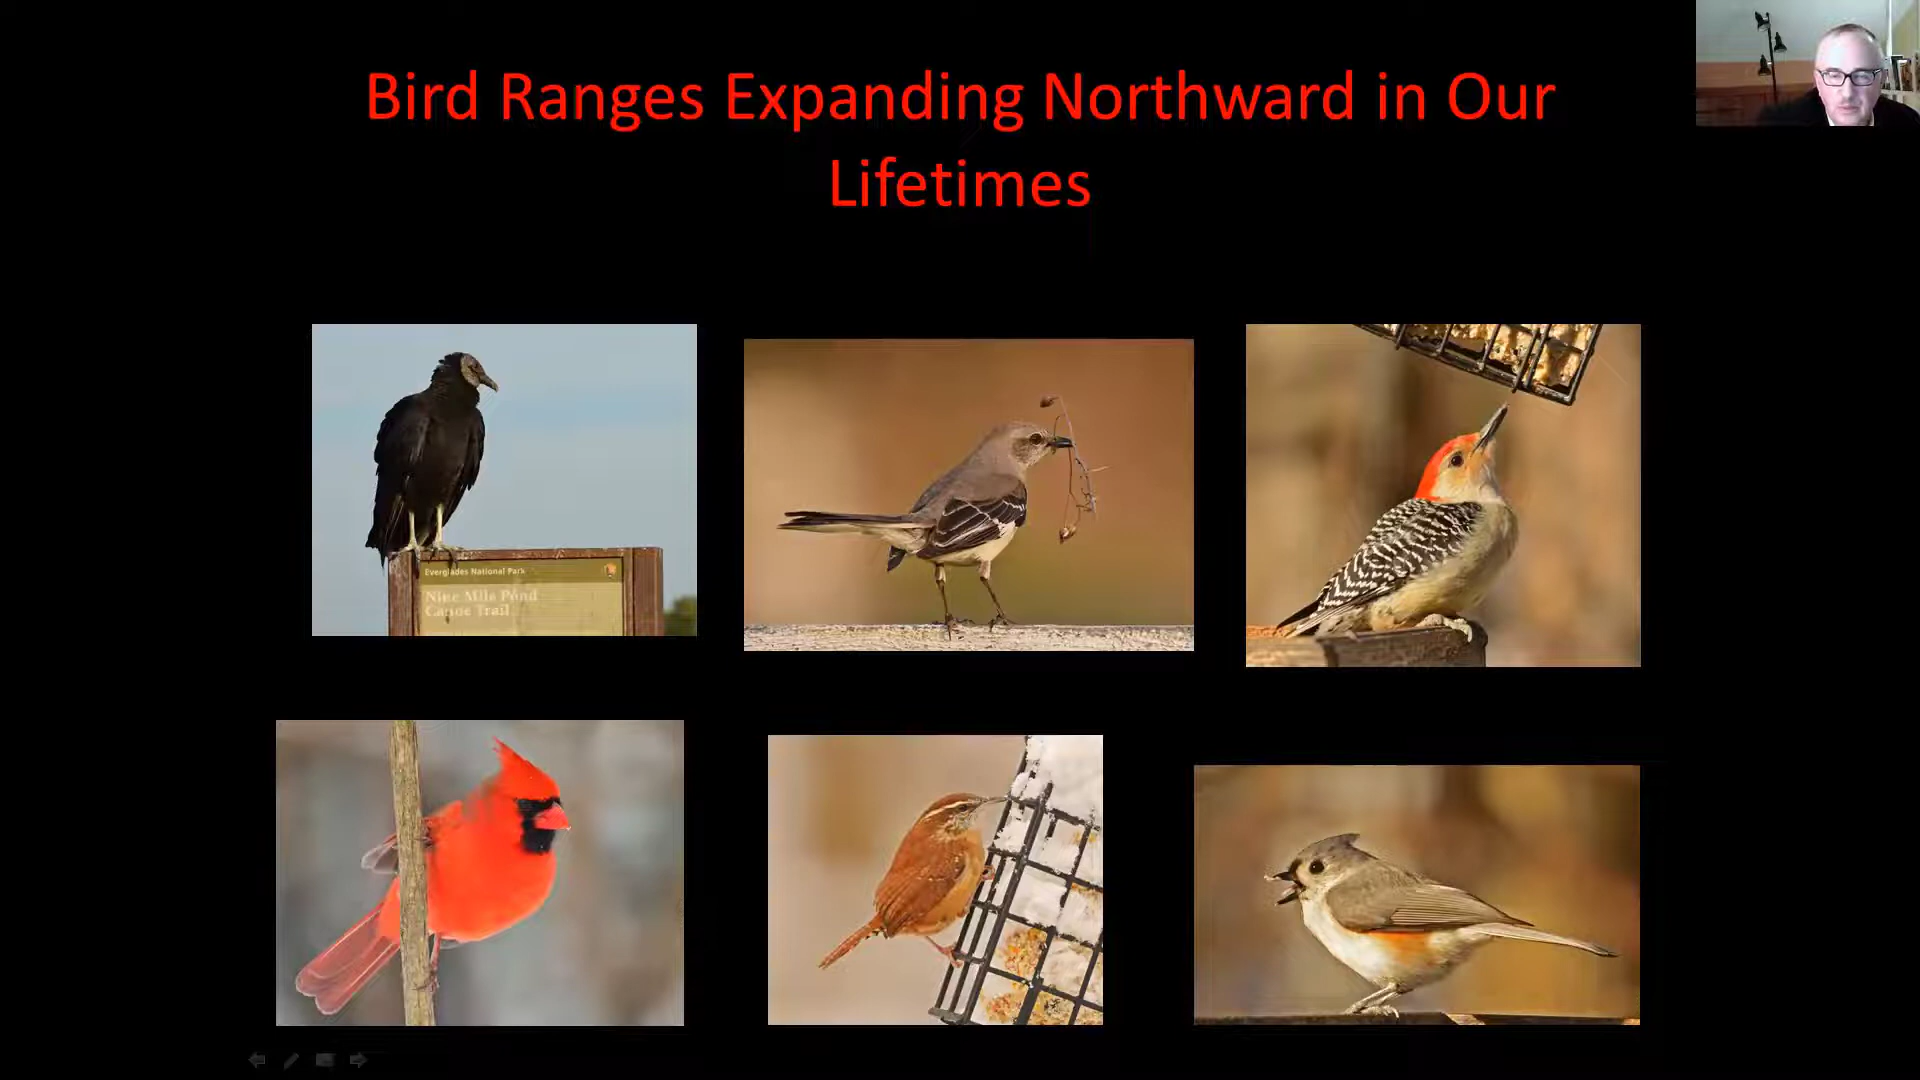 Bird Ranges Expanding Northward in Our
Lifetimes
Everglades National Park
Nine Mile Pond
Canoe Trail